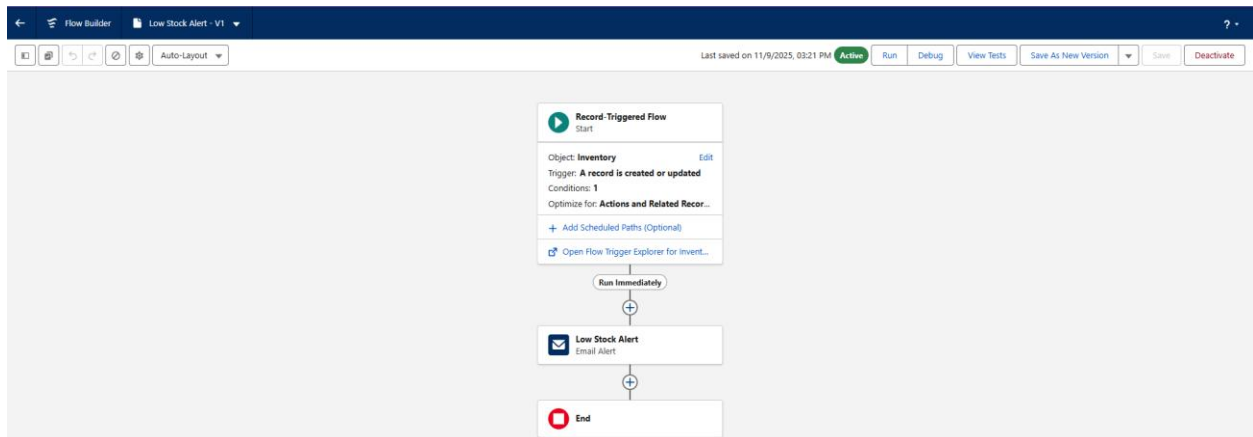 Flow Builder Low Stock Alert - V1 ?
Auto-Layout Last saved on 11/9/2025, 03:21 PM Active Run Debug View Tests Save As New Version Save Deactivate
Record-Triggered Flow
Start
Object: Inventory Edit
Trigger: A record is created or updated
Conditions: 1
Optimize for: Actions and Related Recor...
+ Add Scheduled Paths (Optional)
Open Flow Trigger Explorer for Invent...
Run Immediately
Low Stock Alert
Email Alert
End